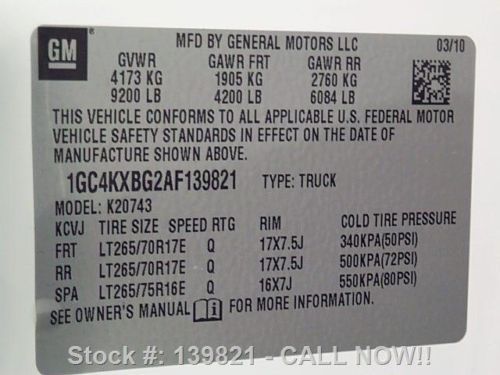 GM
MFD BY GENERAL MOTORS LLC 03/10
GVWR GAWR FRT GAWR RR
4173 KG 1905 KG 2760 KG
9200 LB 4200 LB 6084 LB
THIS VEHICLE CONFORMS TO ALL APPLICABLE U.S. FEDERAL MOTOR
VEHICLE SAFETY STANDARDS IN EFFECT ON THE DATE OF
MANUFACTURE SHOWN ABOVE.
1GC4KXBG2AF139821 TYPE: TRUCK
MODEL: K20743
KCVJ TIRE SIZE SPEED RTG RIM COLD TIRE PRESSURE
FRT LT265/70R17E Q 17X7.5J 340KPA(50PSI)
RR LT265/70R17E Q 17X7.5J 500KPA(72PSI)
SPA LT265/75R16E Q 16X7J 550KPA(80PSI)
SEE OWNER'S MANUAL i FOR MORE INFORMATION.
Stock #: 139821 - CALL NOW!!